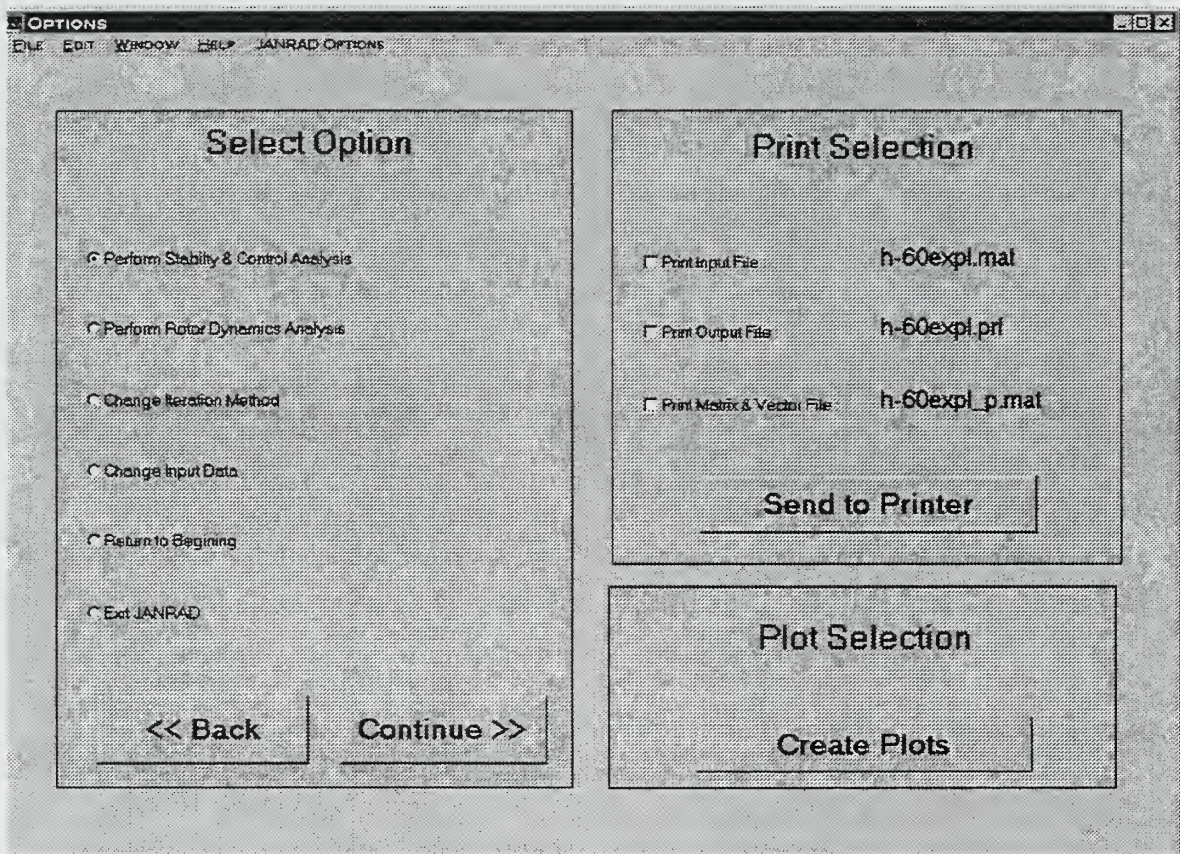 OPTIONS
FILE EDIT WINDOW HELP JANRAD OPTIONS
Select Option
Perform Stabilty & Control Analysis
Perform Rotor Dynamics Analysis
Change Iteration Method
Change Input Data
Return to Begining
Exit JANRAD
<< Back
Continue >>
Print Selection
Print Input File
h-60expl.mat
Print Output File
h-60expl.prf
Print Matrix & Vector File
h-60expl_p.mat
Send to Printer
Plot Selection
Create Plots